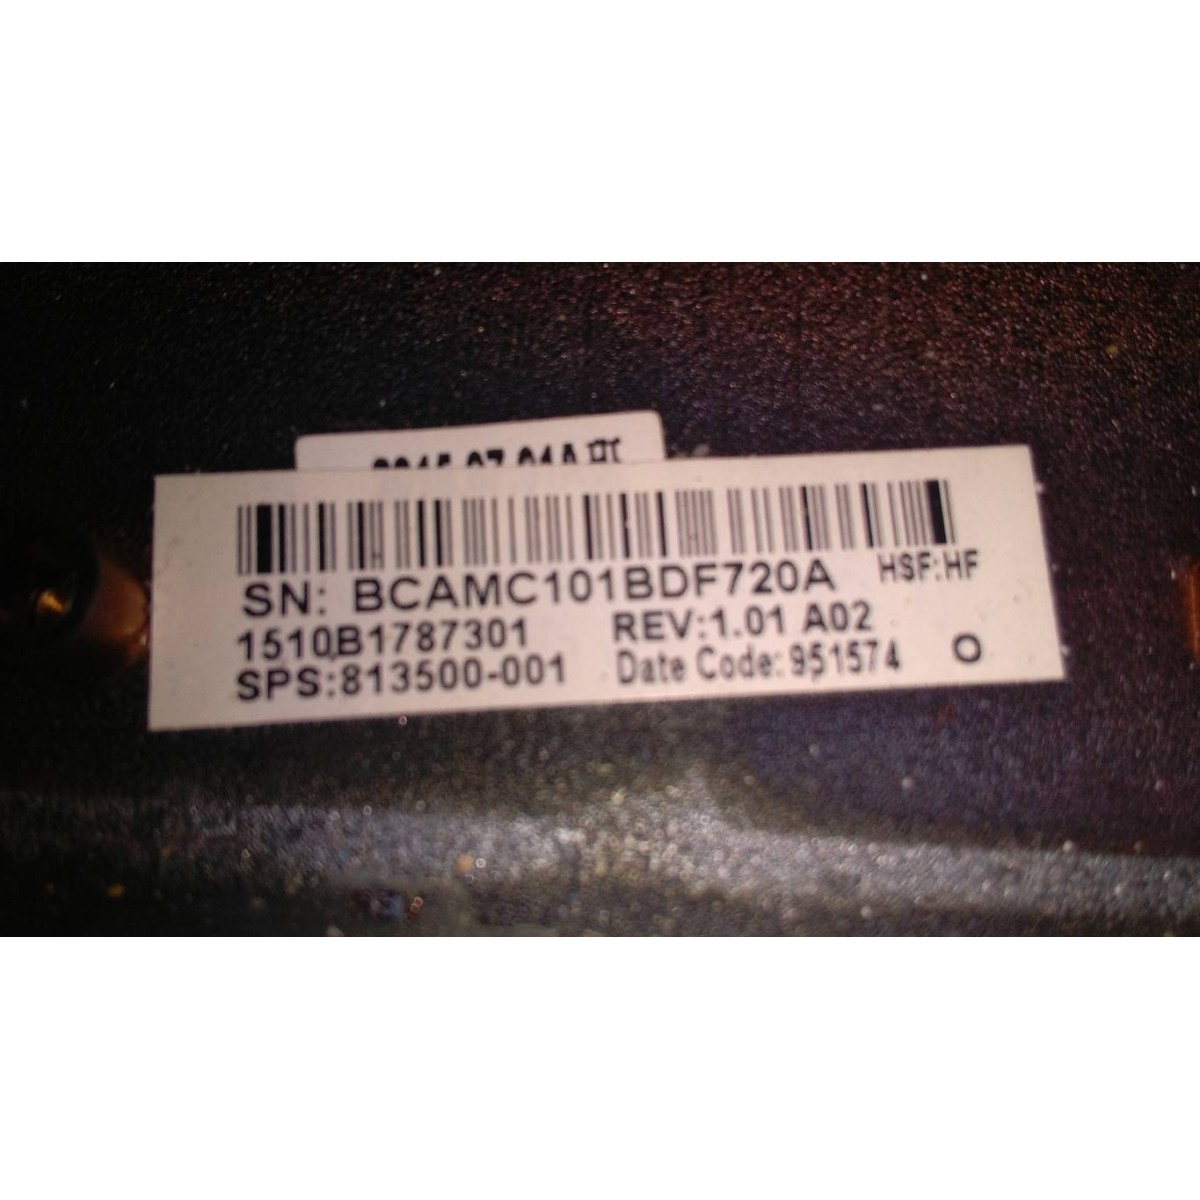 SN: BCAMC101BDF720A
HSF:HF
1510B1787301
REV:1.01 A02
SPS:813500-001
Date Code: 951574
O